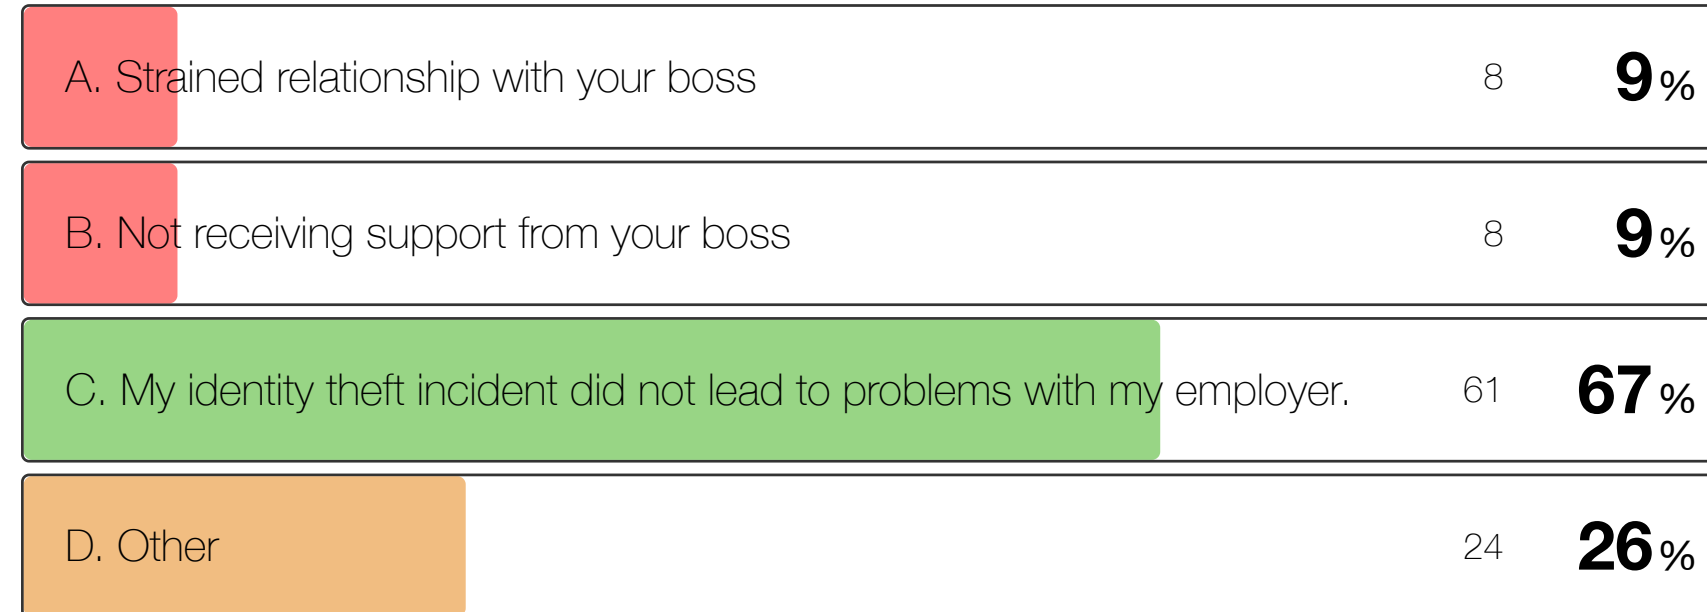 A. Strained relationship with your boss 8 9%
B. Not receiving support from your boss 8 9%
C. My identity theft incident did not lead to problems with my employer. 61 67%
D. Other 24 26%